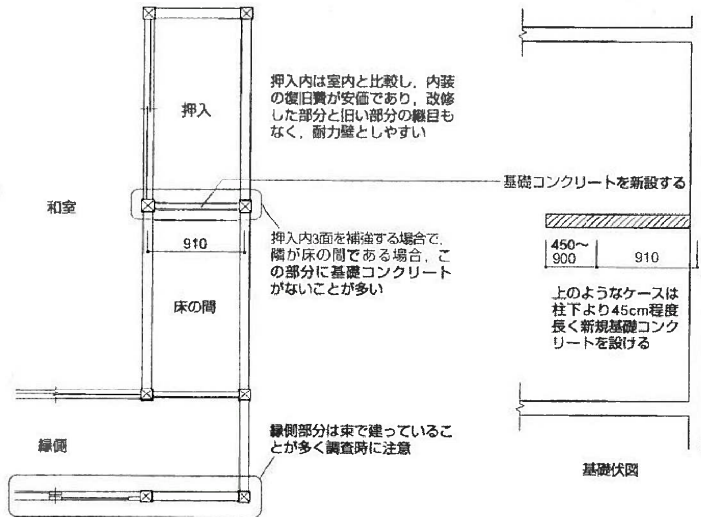 押入
押入内は室内と比較し，内装
の復旧費が安価であり，改修
した部分と旧い部分の継目も
なく，耐力壁としやすい
和室
基礎コンクリートを新設する
910
押入内3面を補強する場合で，
隣が床の間である場合，こ
の部分に基礎コンクリート
がないことが多い
床の間
450～
900
910
上のようなケースは
柱下より45cm程度
長く新規基礎コンク
リートを設ける
縁側
縁側部分は束で建っているこ
とが多く調査時に注意
基礎伏図